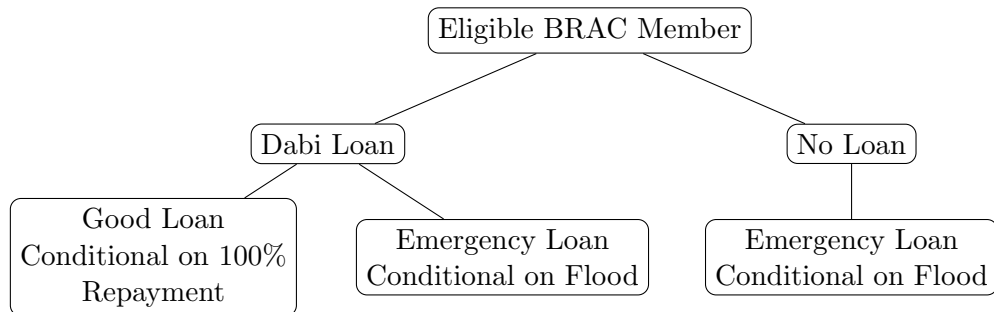 Eligible BRAC Member
Dabi Loan
No Loan
Good Loan
Conditional on 100%
Repayment
Emergency Loan
Conditional on Flood
Emergency Loan
Conditional on Flood